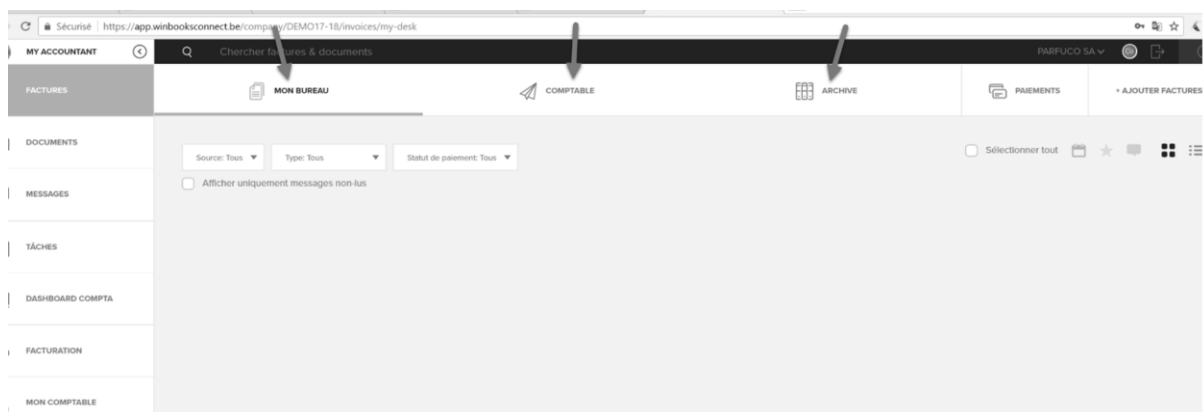 Sécurisé https://app.winbooksconnect.be/company/DEMO17-18/invoices/my-desk
MY ACCOUNTANT Chercher factures & documents PARFUCO SA
FACTURES MON BUREAU COMPTABLE ARCHIVE PAIEMENTS + AJOUTER FACTURES
DOCUMENTS
Source: Tous Type: Tous Statut de paiement: Tous Sélectionner tout
Afficher uniquement messages non-lus
MESSAGES
TÂCHES
DASHBOARD COMPTA
FACTURATION
MON COMPTABLE